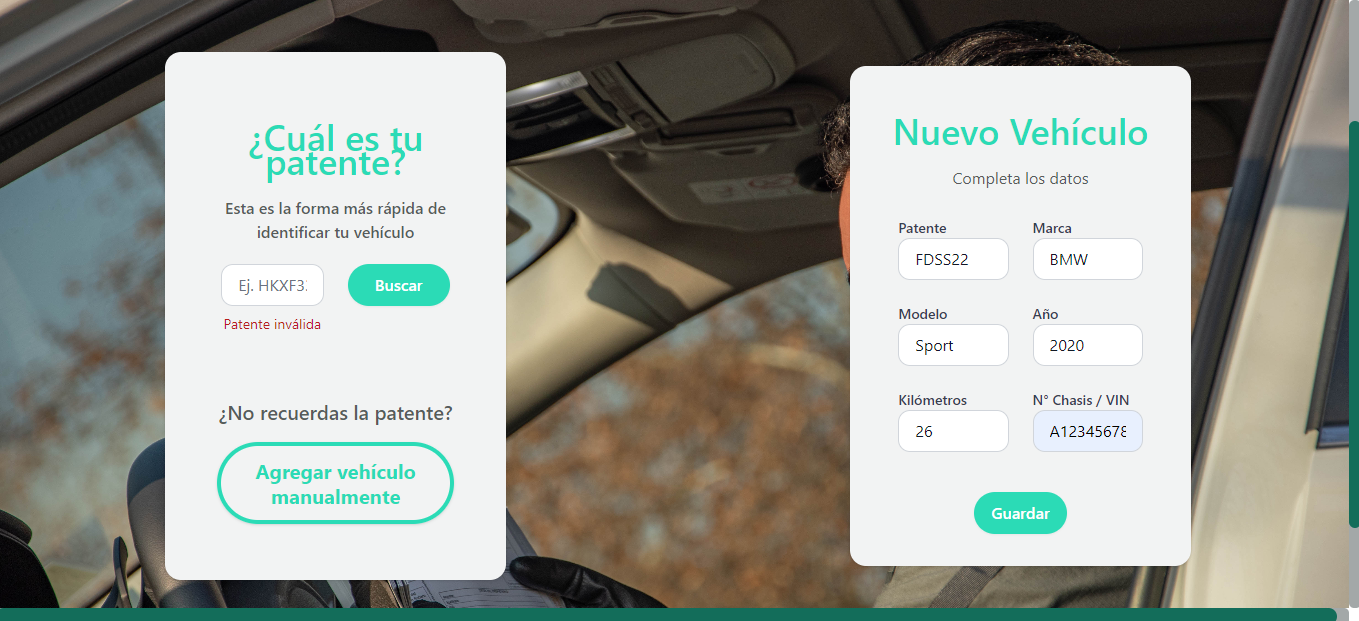 ¿Cuál es tu
patente?
Esta es la forma más rápida de
identificar tu vehículo
Ej. HKXF3
Buscar
Patente inválida
¿No recuerdas la patente?
Agregar vehículo
manualmente
Nuevo Vehículo
Completa los datos
Patente
Marca
FDSS22
BMW
Modelo
Año
Sport
2020
Kilómetros
N° Chasis / VIN
26
A12345678
Guardar